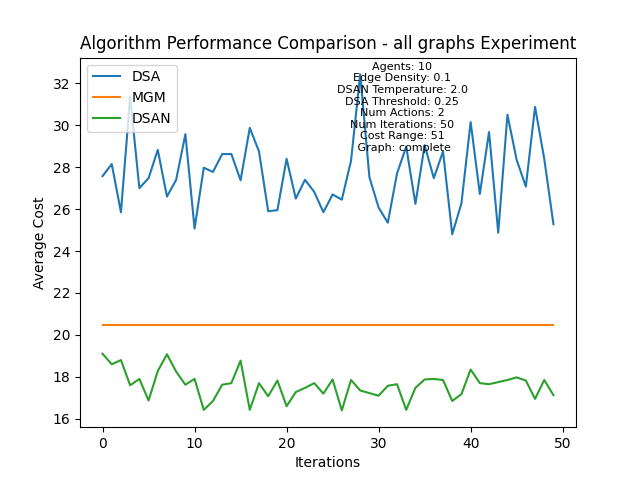 Algorithm Performance Comparison - all graphs Experiment
DSA
MGM
DSAN
Agents: 10
Edge Density: 0.1
DSAN Temperature: 2.0
DSA Threshold: 0.25
Num Actions: 2
Num Iterations: 50
Cost Range: 51
Graph: complete
Average Cost
32
30
28
26
24
22
20
18
16
0 10 20 30 40 50
Iterations